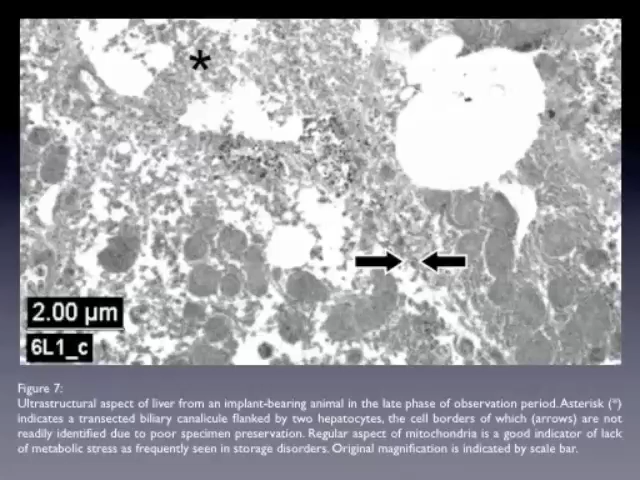 *
2.00 µm
6L1_c
Figure 7:
Ultrastructural aspect of liver from an implant-bearing animal in the late phase of observation period. Asterisk (*)
indicates a transected biliary canalicule flanked by two hepatocytes, the cell borders of which (arrows) are not
readily identified due to poor specimen preservation. Regular aspect of mitochondria is a good indicator of lack
of metabolic stress as frequently seen in storage disorders. Original magnification is indicated by scale bar.